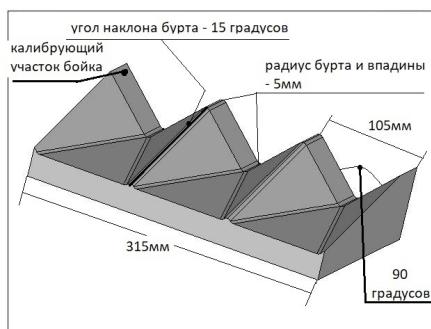 угол наклона бурта - 15 градусов
калибрующий
участок бойка
радиус бурта и впадины
- 5мм
105мм
315мм
90
градусов